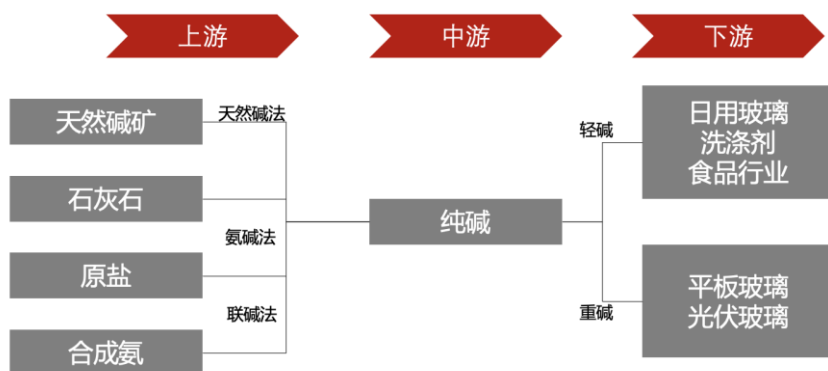 上游
中游
下游
天然碱矿
石灰石
原盐
合成氨
天然碱法
氨碱法
联碱法
纯碱
轻碱
重碱
日用玻璃
洗涤剂
食品行业
平板玻璃
光伏玻璃